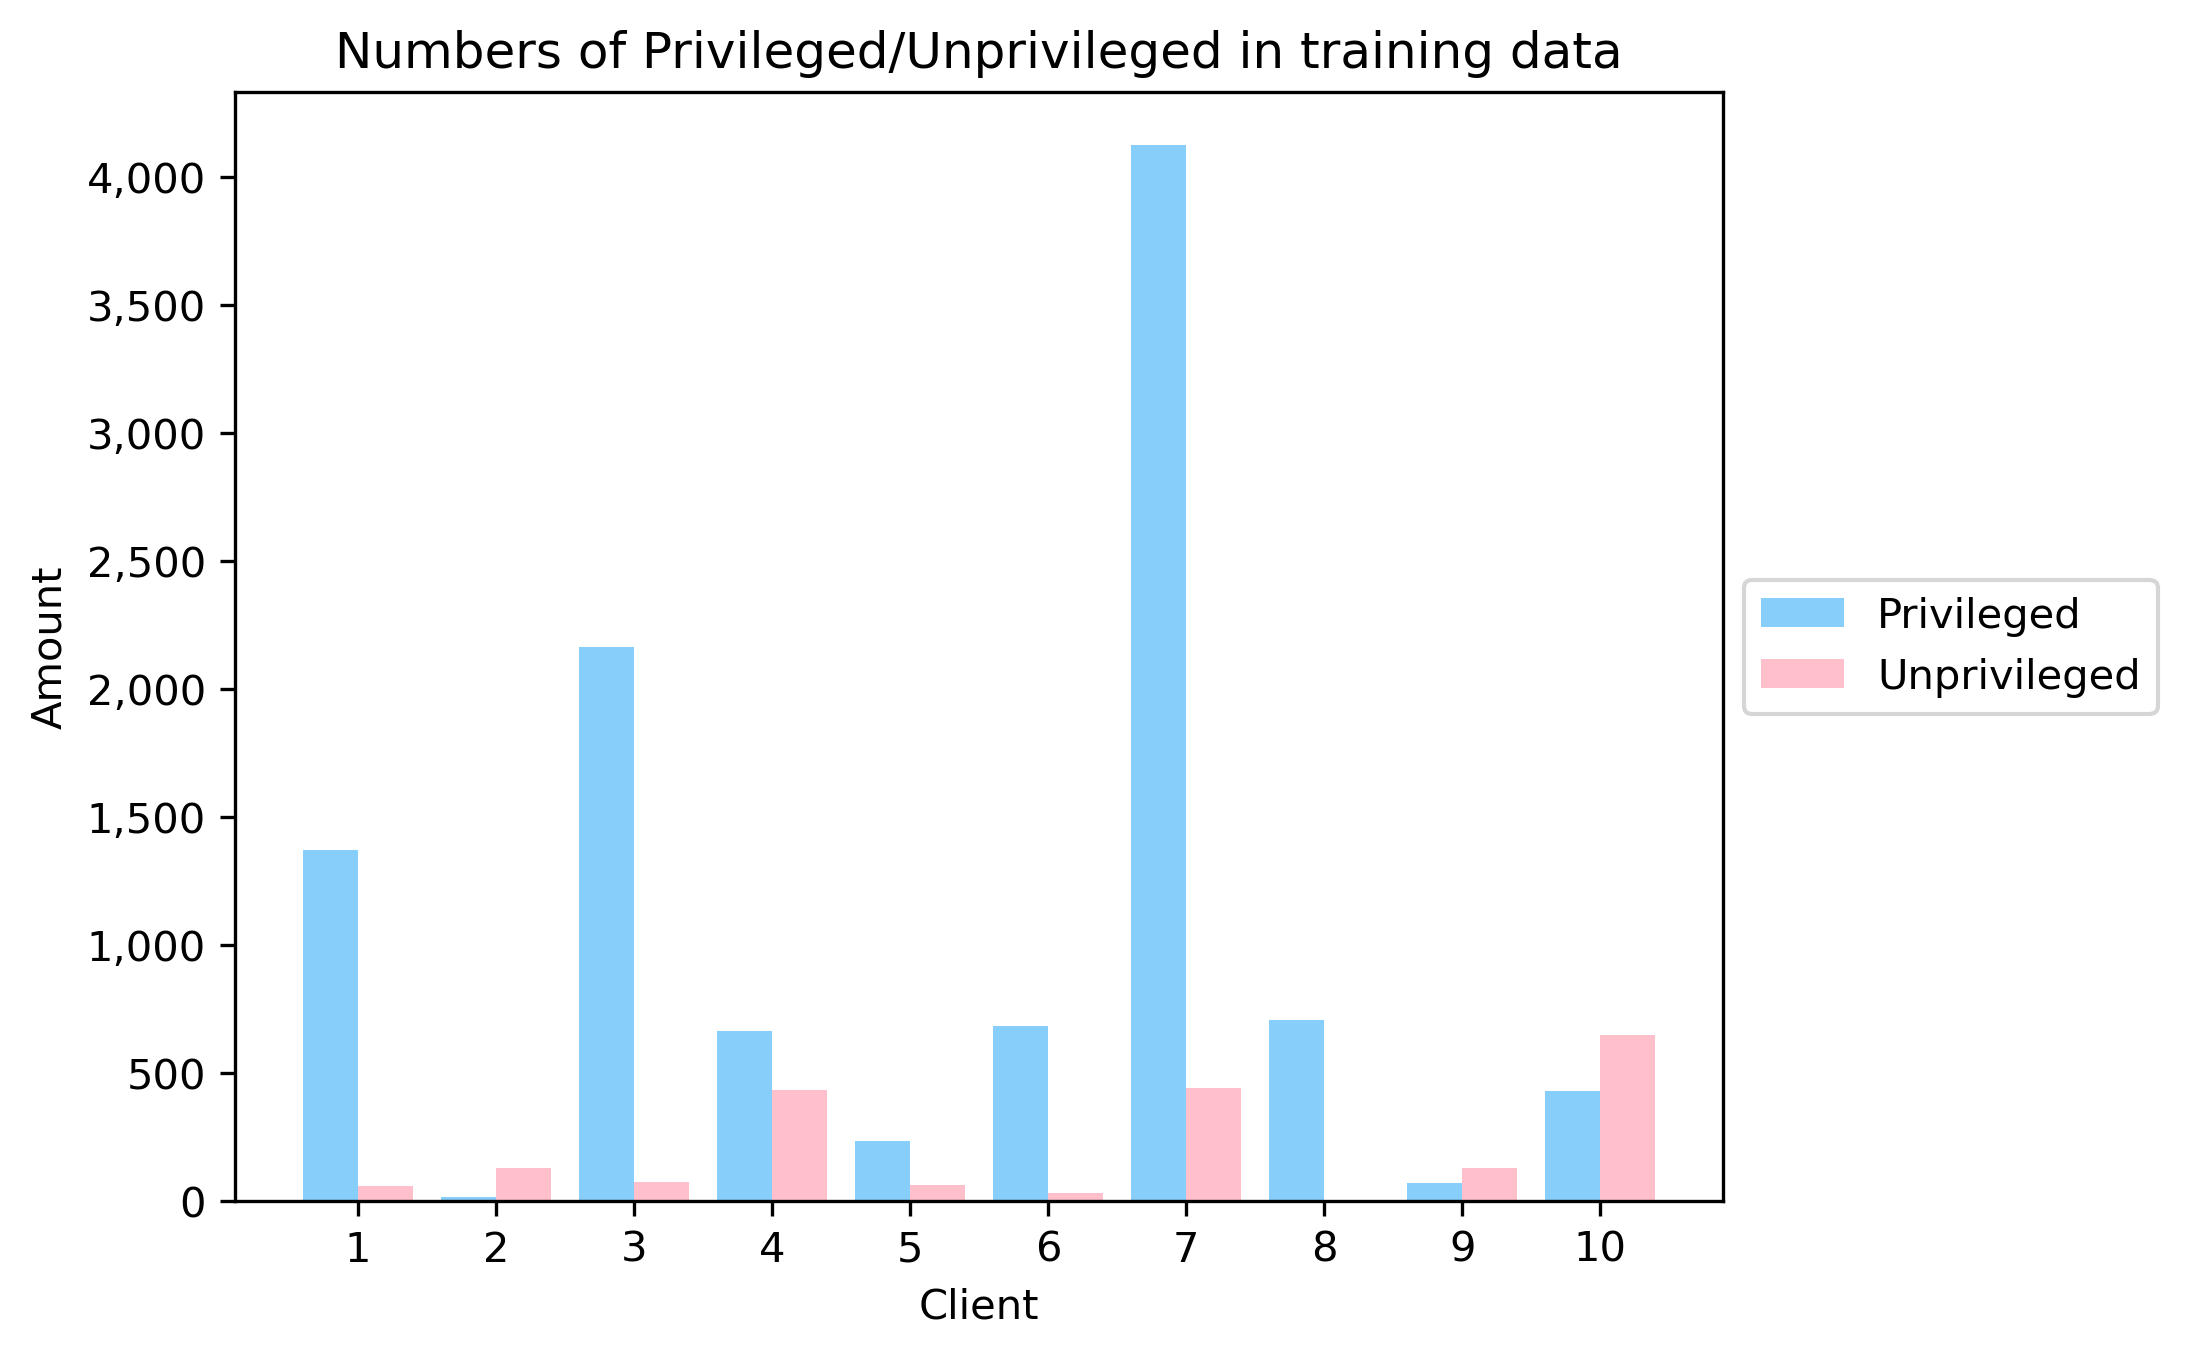 Numbers of Privileged/Unprivileged in training data
4,000
3,500
3,000
2,500
2,000
1,500
1,000
500
0
Amount
1 2 3 4 5 6 7 8 9 10
Client
Privileged
Unprivileged